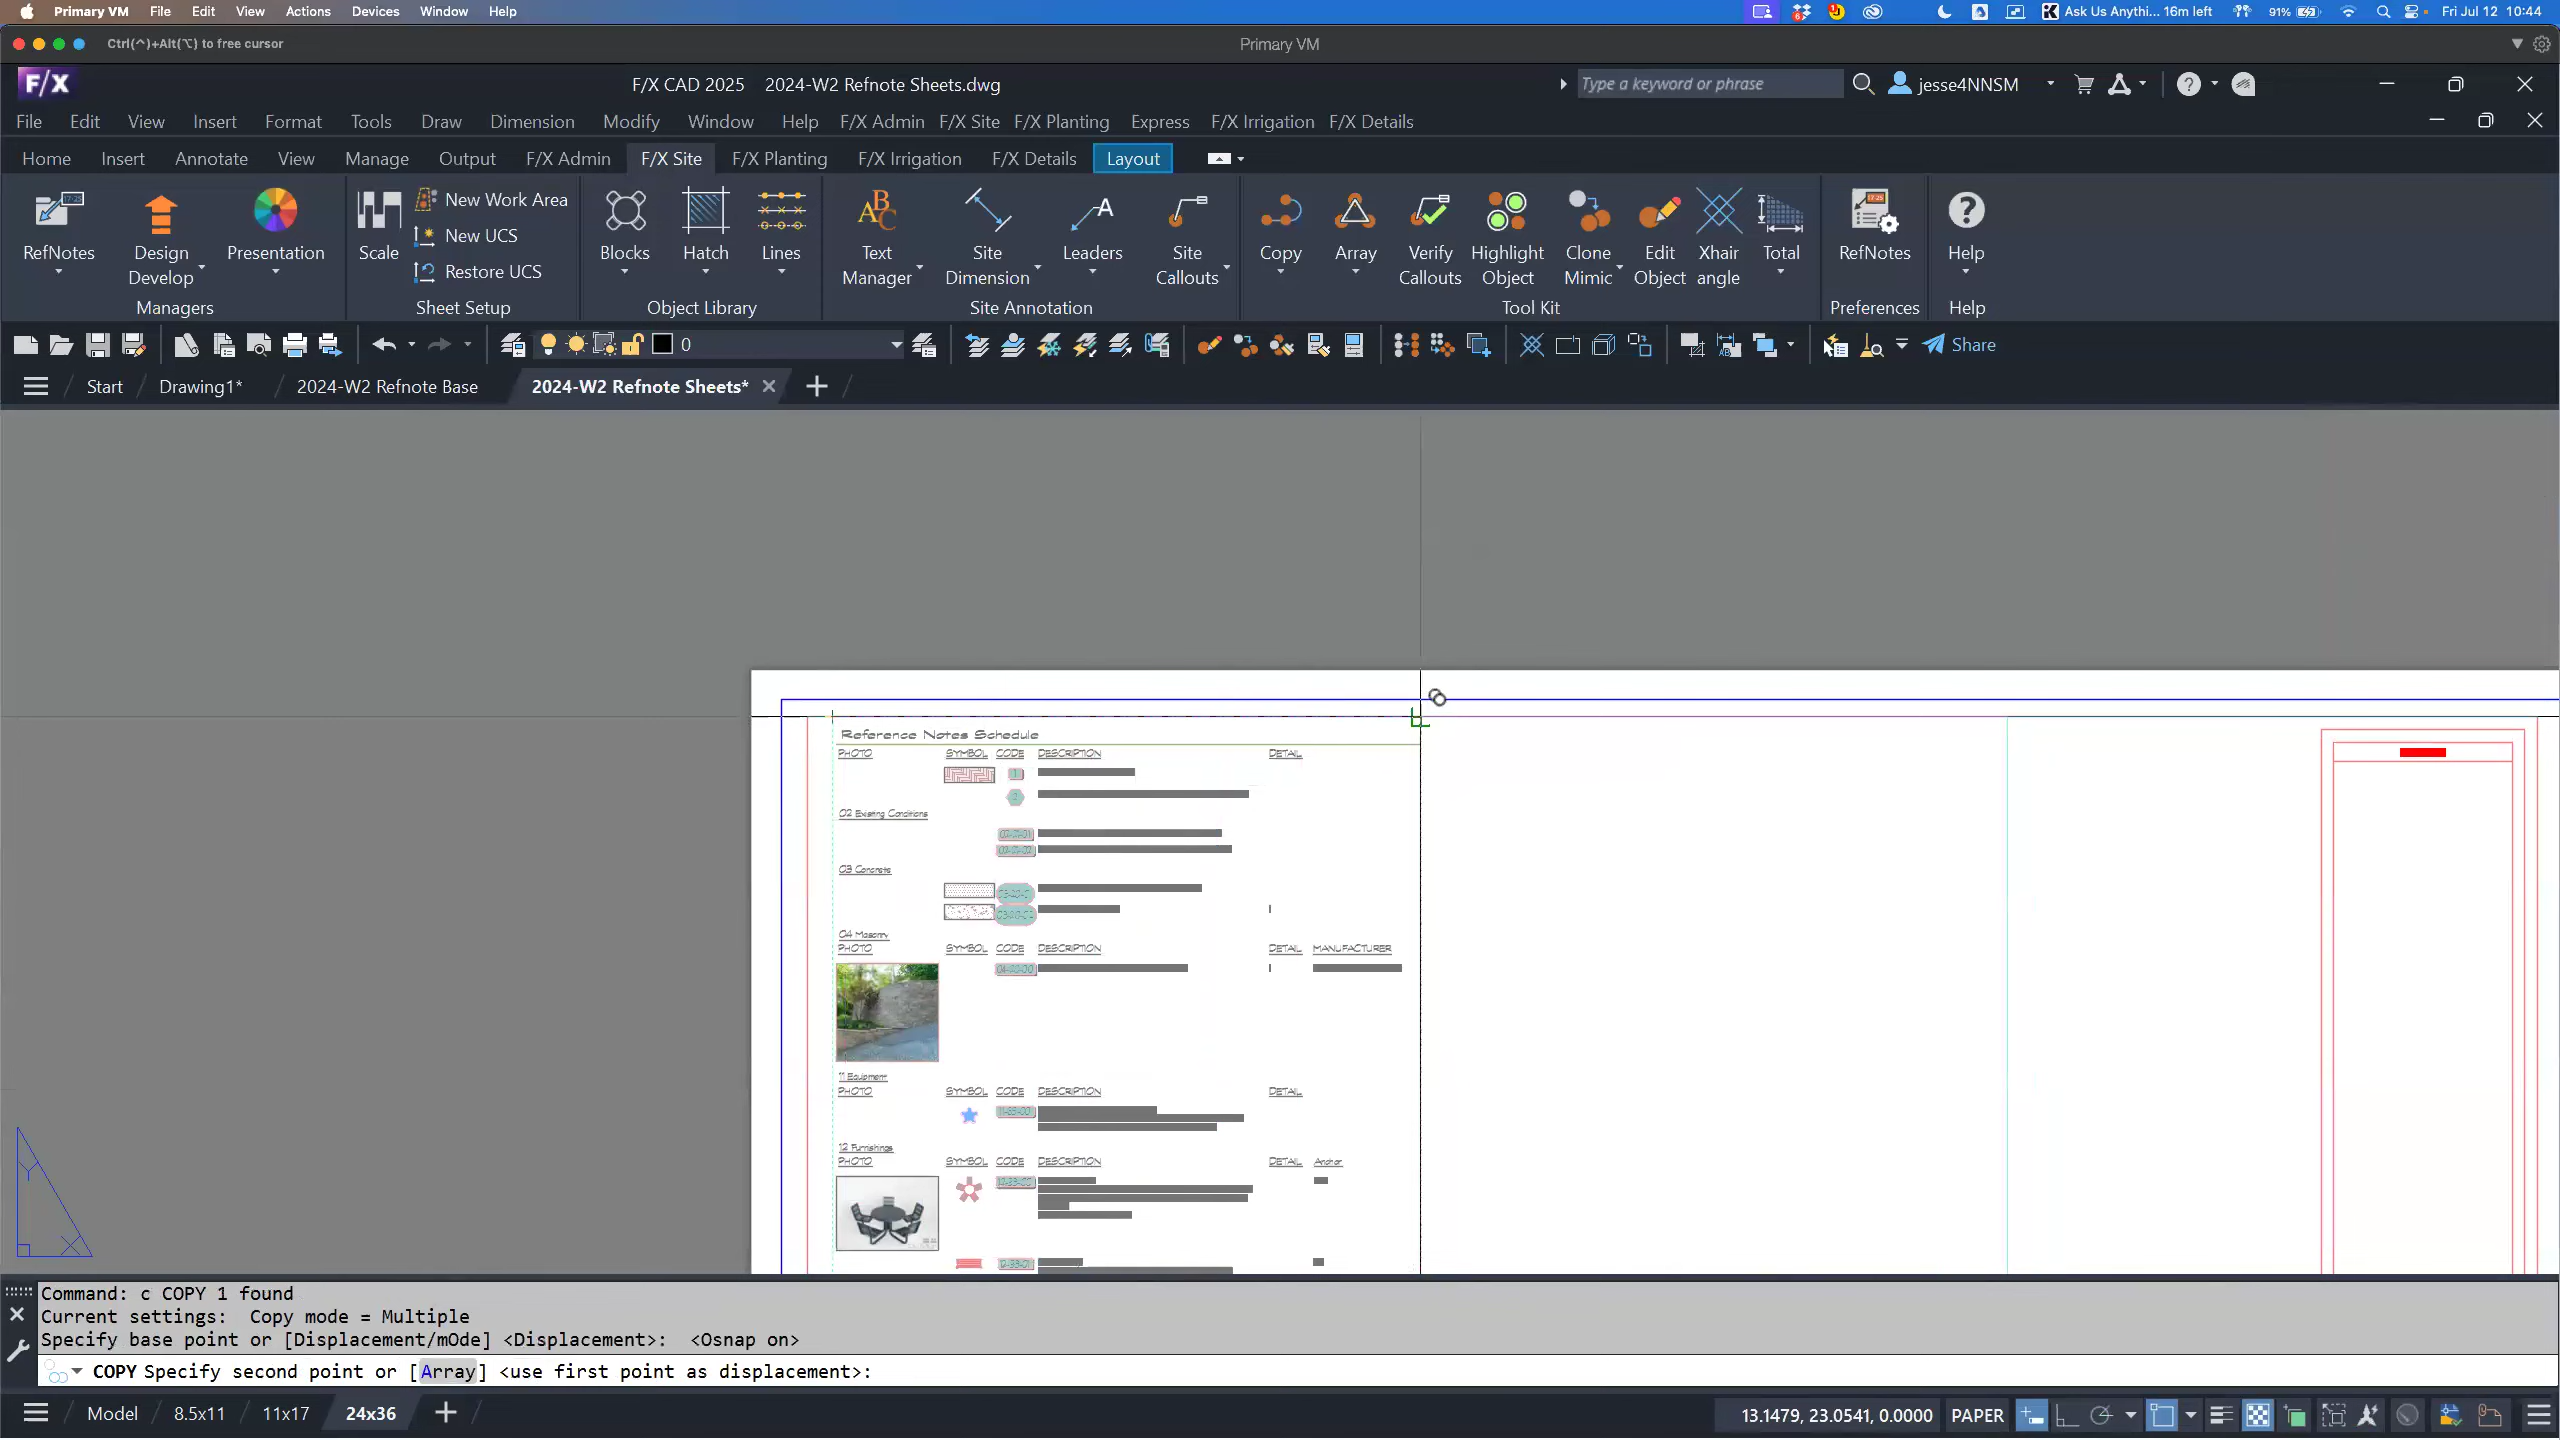 Primary VM File Edit View Actions Devices Window Help
Ask Us Anythi... 16m left 91% Fri Jul 12 10:44
Ctrl(^)+Alt(⌥) to free cursor Primary VM
F/X F/X CAD 2025 2024-W2 Refnote Sheets.dwg Type a keyword or phrase jesse4NNSM
File Edit View Insert Format Tools Draw Dimension Modify Window Help F/X Admin F/X Site F/X Planting Express F/X Irrigation F/X Details
Home Insert Annotate View Manage Output F/X Admin F/X Site F/X Planting F/X Irrigation F/X Details Layout
New Work Area
New UCS
Restore UCS
RefNotes Design Develop Presentation Scale Blocks Hatch Lines Text Manager Site Dimension Leaders Site Callouts Copy Array Verify Callouts Highlight Object Clone Mimic Edit Object Xhair angle Total RefNotes Help
Managers Sheet Setup Object Library Site Annotation Tool Kit Preferences Help
0 Share
Start Drawing1* 2024-W2 Refnote Base 2024-W2 Refnote Sheets*
Reference Notes Schedule
PHOTO SYMBOL CODE DESCRIPTION DETAIL
1
2
02 Existing Conditions
03 Concrete
04 Masonry
PHOTO SYMBOL CODE DESCRIPTION DETAIL MANUFACTURER
11 Equipment
PHOTO SYMBOL CODE DESCRIPTION DETAIL
12 Furnishings
PHOTO SYMBOL CODE DESCRIPTION DETAIL Anchor
Y
X
Command: c COPY 1 found
Current settings: Copy mode = Multiple
Specify base point or [Displacement/mOde] <Displacement>: <Osnap on>
COPY Specify second point or [Array] <use first point as displacement>:
Model 8.5x11 11x17 24x36 13.1479, 23.0541, 0.0000 PAPER